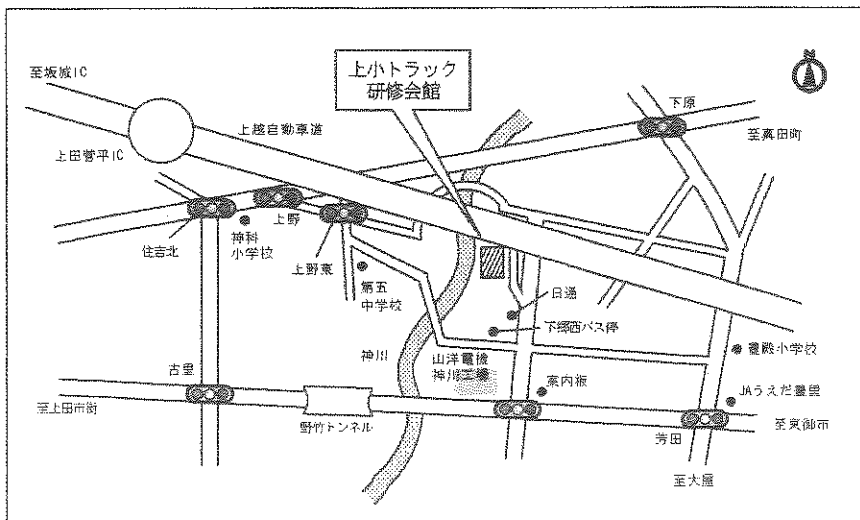 上小トラック
研修会館
N
至坂城IC
下原
上越自動車道
至真田町
上田菅平IC
上野
住吉北
神科
小学校
上野東
第五
中学校
日通
下郷西バス停
神川
山洋電機
神川工場
豊殿小学校
古里
案内板
JAうえだ豊里
至上田市街
野竹トンネル
至東御市
芳田
至大屋